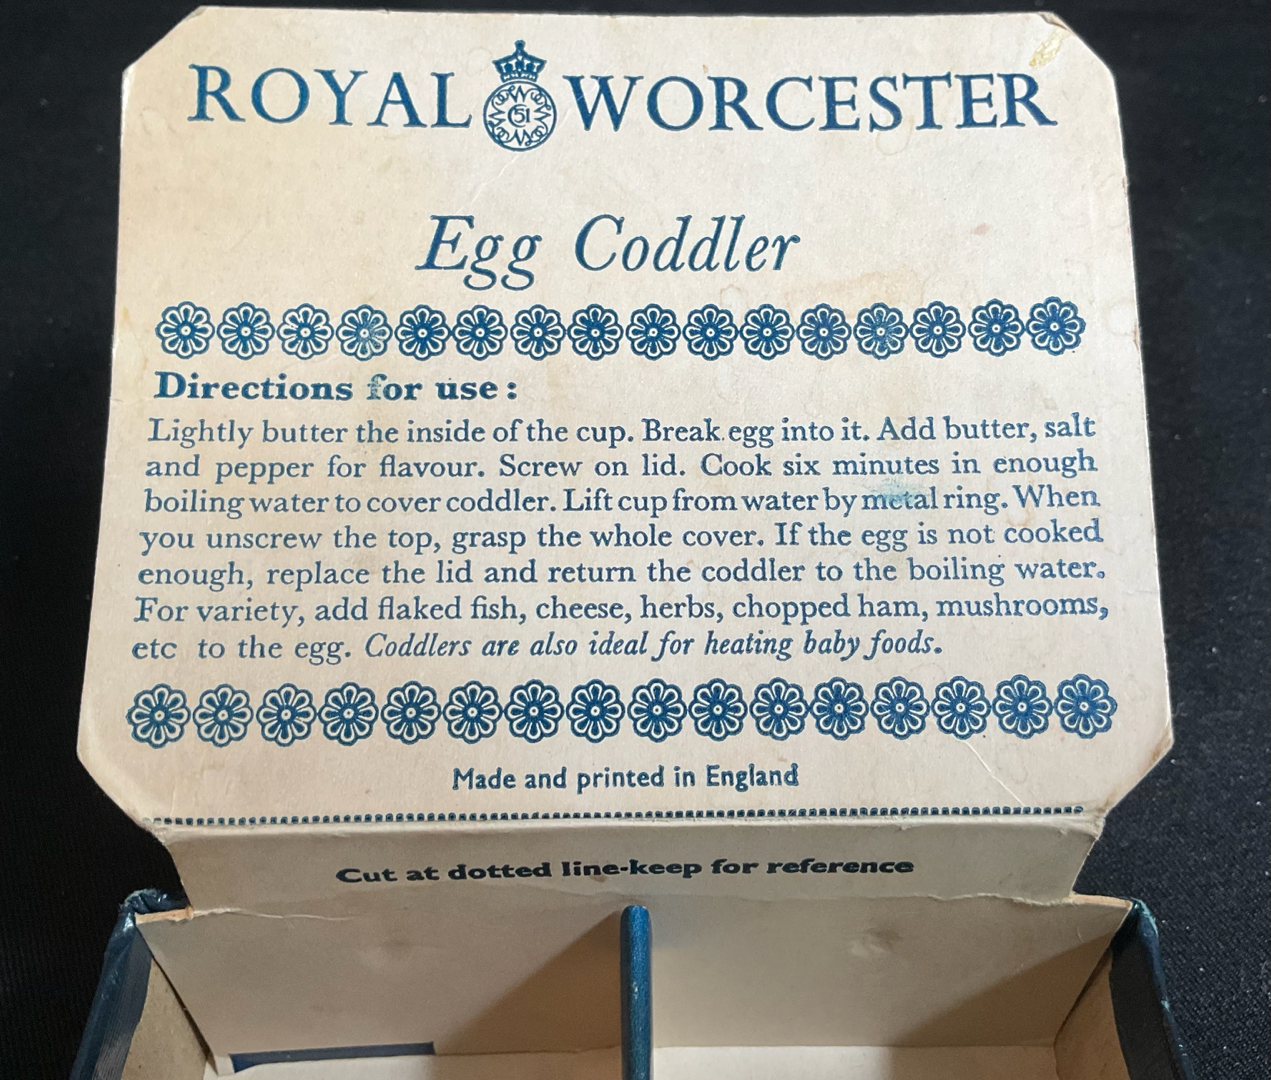 ROYAL WORCESTER
51
Egg Coddler
Directions for use:
Lightly butter the inside of the cup. Break egg into it. Add butter, salt
and pepper for flavour. Screw on lid. Cook six minutes in enough
boiling water to cover coddler. Lift cup from water by metal ring. When
you unscrew the top, grasp the whole cover. If the egg is not cooked
enough, replace the lid and return the coddler to the boiling water.
For variety, add flaked fish, cheese, herbs, chopped ham, mushrooms,
etc to the egg. Coddlers are also ideal for heating baby foods.
Made and printed in England
Cut at dotted line-keep for reference